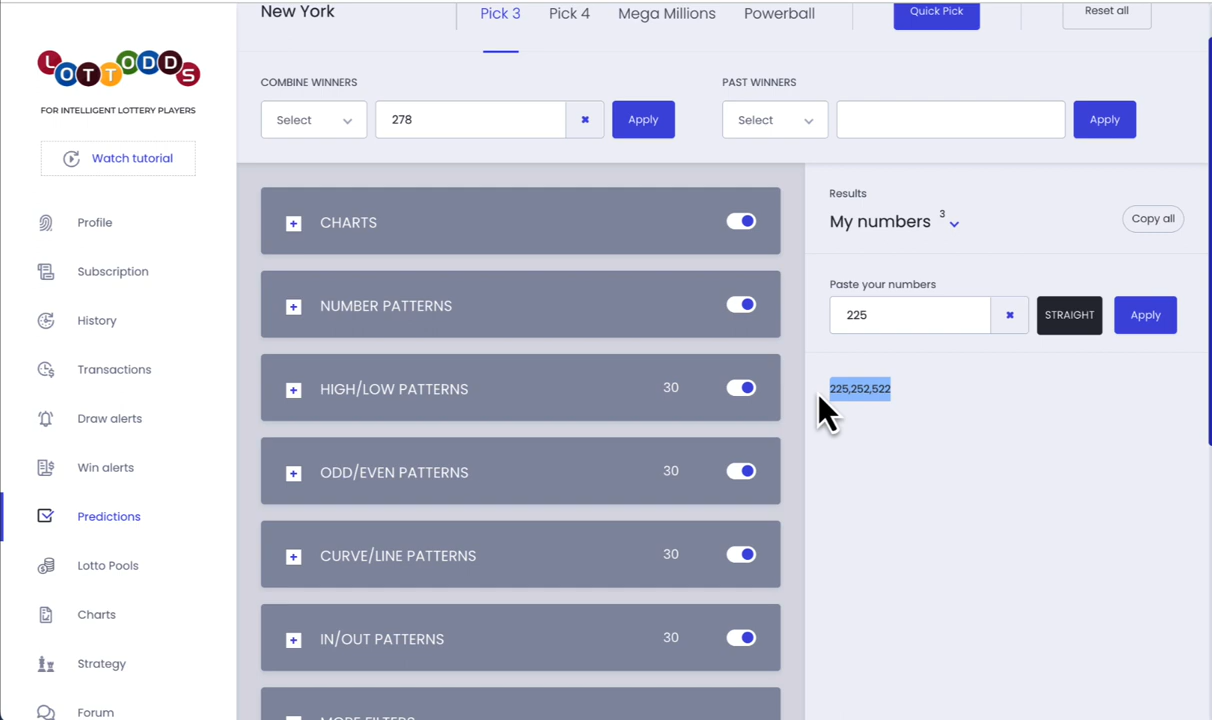 New York
Pick 3
Pick 4
Mega Millions
Powerball
Quick Pick
Reset all
LOTTODDS
FOR INTELLIGENT LOTTERY PLAYERS
Watch tutorial
Profile
Subscription
History
Transactions
Draw alerts
Win alerts
Predictions
Lotto Pools
Charts
Strategy
Forum
COMBINE WINNERS
Select
278
Apply
PAST WINNERS
Select
Apply
CHARTS
NUMBER PATTERNS
HIGH/LOW PATTERNS 30
ODD/EVEN PATTERNS 30
CURVE/LINE PATTERNS 30
IN/OUT PATTERNS 30
MORE FILTERS
Results
My numbers 3
Copy all
Paste your numbers
225
STRAIGHT
Apply
225,252,522